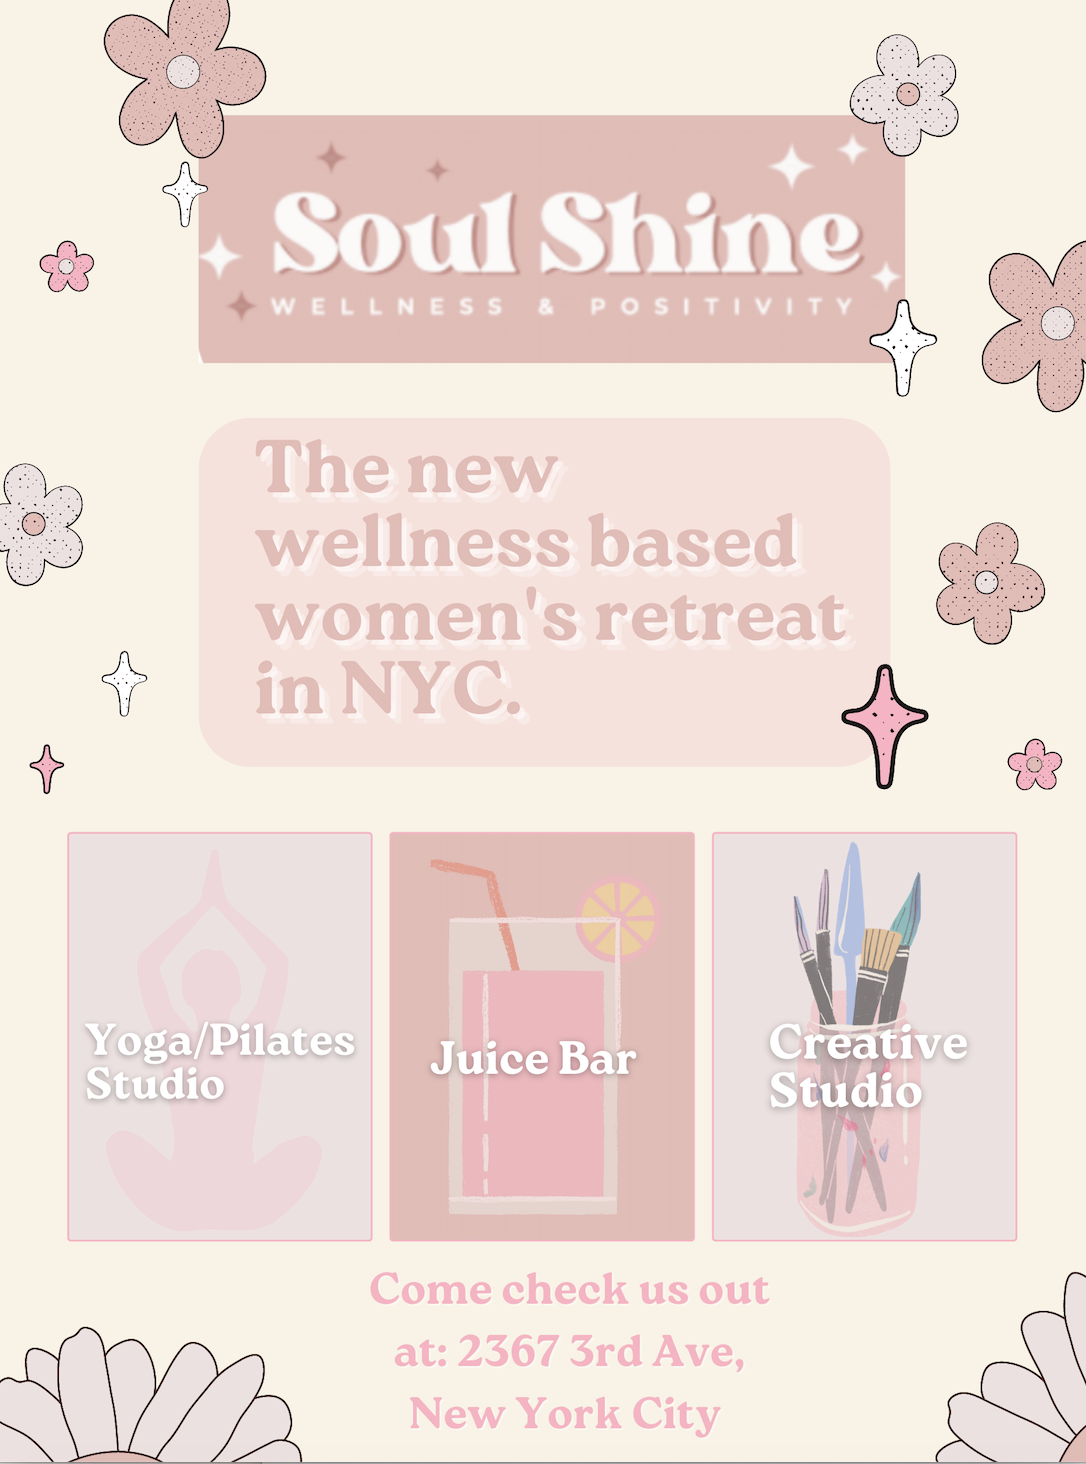 Soul Shine
WELLNESS & POSITIVITY
The new
wellness based
women's retreat
in NYC.
Yoga/Pilates
Studio
Juice Bar
Creative
Studio
Come check us out
at: 2367 3rd Ave,
New York City